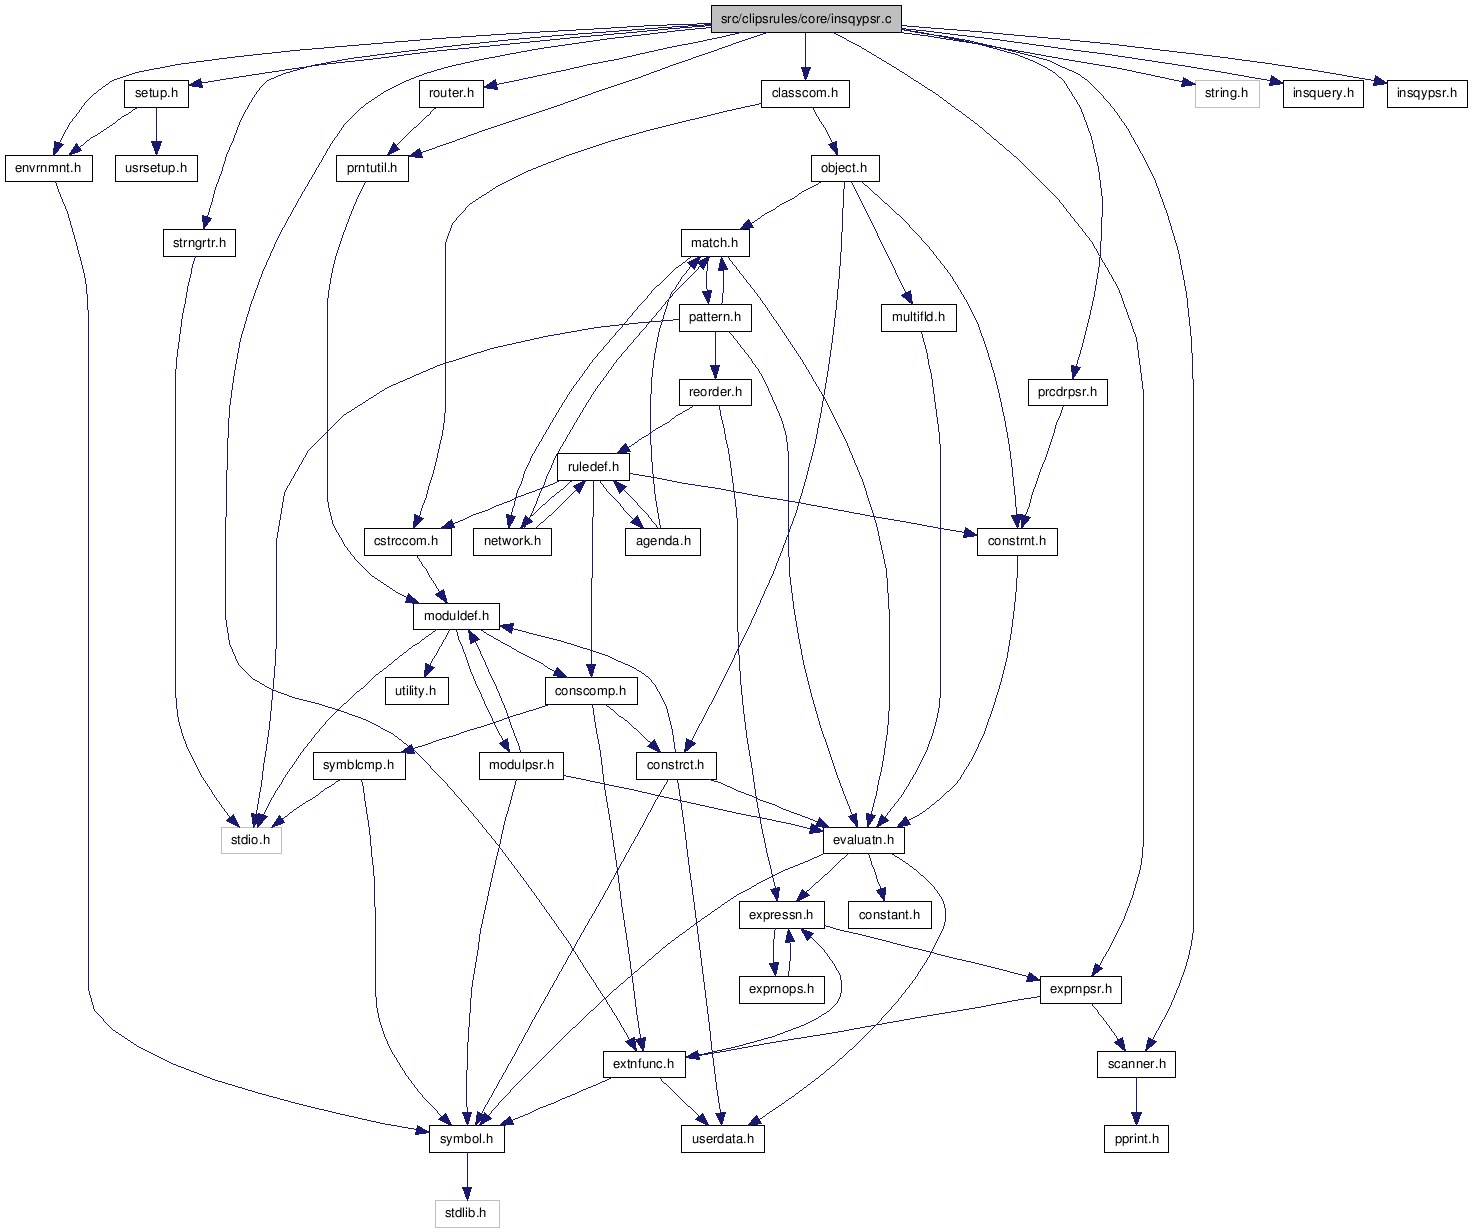 src/clipsrules/core/insqypsr.c
setup.h
router.h
classcom.h
string.h
insquery.h
insqypsr.h
envrnmnt.h
usrsetup.h
prntutil.h
object.h
strngrtr.h
match.h
pattern.h
multifld.h
reorder.h
prcdrpsr.h
ruledef.h
cstrccom.h
network.h
agenda.h
constrnt.h
moduldef.h
utility.h
conscomp.h
symblcmp.h
modulpsr.h
constrct.h
stdio.h
evaluatn.h
expressn.h
constant.h
exprnops.h
exprnpsr.h
extnfunc.h
scanner.h
symbol.h
userdata.h
pprint.h
stdlib.h